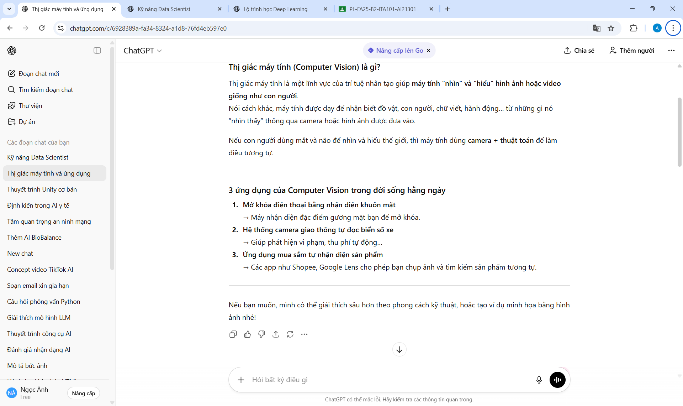 Thị giác máy tính và ứng dụng
Kỹ năng Data Scientist
Lộ trình học Deep Learning
chatgpt.com/c/6928389a-fa34-8324-a1d8-76fd4eb597e0
ChatGPT
Nâng cấp lên Go
Chia sẻ
Thêm người
Đoạn chat mới
Tìm kiếm đoạn chat
Thư viện
Dự án
Các đoạn chat của bạn
Kỹ năng Data Scientist
Thị giác máy tính và ứng dụng
Thuyết trình Unity cơ bản
Định kiến trong AI y tế
Tầm quan trọng an ninh mạng
Thêm AI BioBalance
New chat
Concept video TikTok AI
Soạn email xin gia hạn
Câu hỏi phỏng vấn Python
Giải thích mô hình LLM
Thuyết trình công cụ AI
Đánh giá nhận dạng AI
Mô tả bức ảnh
Ngọc Ánh
Free
Nâng cấp
Thị giác máy tính (Computer Vision) là gì?
Thị giác máy tính là một lĩnh vực của trí tuệ nhân tạo giúp máy tính "nhìn" và "hiểu" hình ảnh hoặc video
giống như con người.
Nói cách khác, máy tính được dạy để nhận biết đồ vật, con người, chữ viết, hành động... từ những gì nó
"nhìn thấy" thông qua camera hoặc hình ảnh được đưa vào.
Nếu con người dùng mắt và não để nhìn và hiểu thế giới, thì máy tính dùng camera + thuật toán để làm
điều tương tự.
3 ứng dụng của Computer Vision trong đời sống hằng ngày
1. Mở khóa điện thoại bằng nhận diện khuôn mặt
→ Máy nhận diện đặc điểm gương mặt bạn để mở khóa.
2. Hệ thống camera giao thông tự đọc biển số xe
→ Giúp phát hiện vi phạm, thu phí tự động...
3. Ứng dụng mua sắm tự nhận diện sản phẩm
→ Các app như Shopee, Google Lens cho phép bạn chụp ảnh và tìm kiếm sản phẩm tương tự.
Nếu bạn muốn, mình có thể giải thích sâu hơn theo phong cách kỹ thuật, hoặc tạo ví dụ minh họa bằng hình
ảnh nhé!
Hỏi bất kỳ điều gì
ChatGPT có thể mắc lỗi. Hãy kiểm tra các thông tin quan trọng.